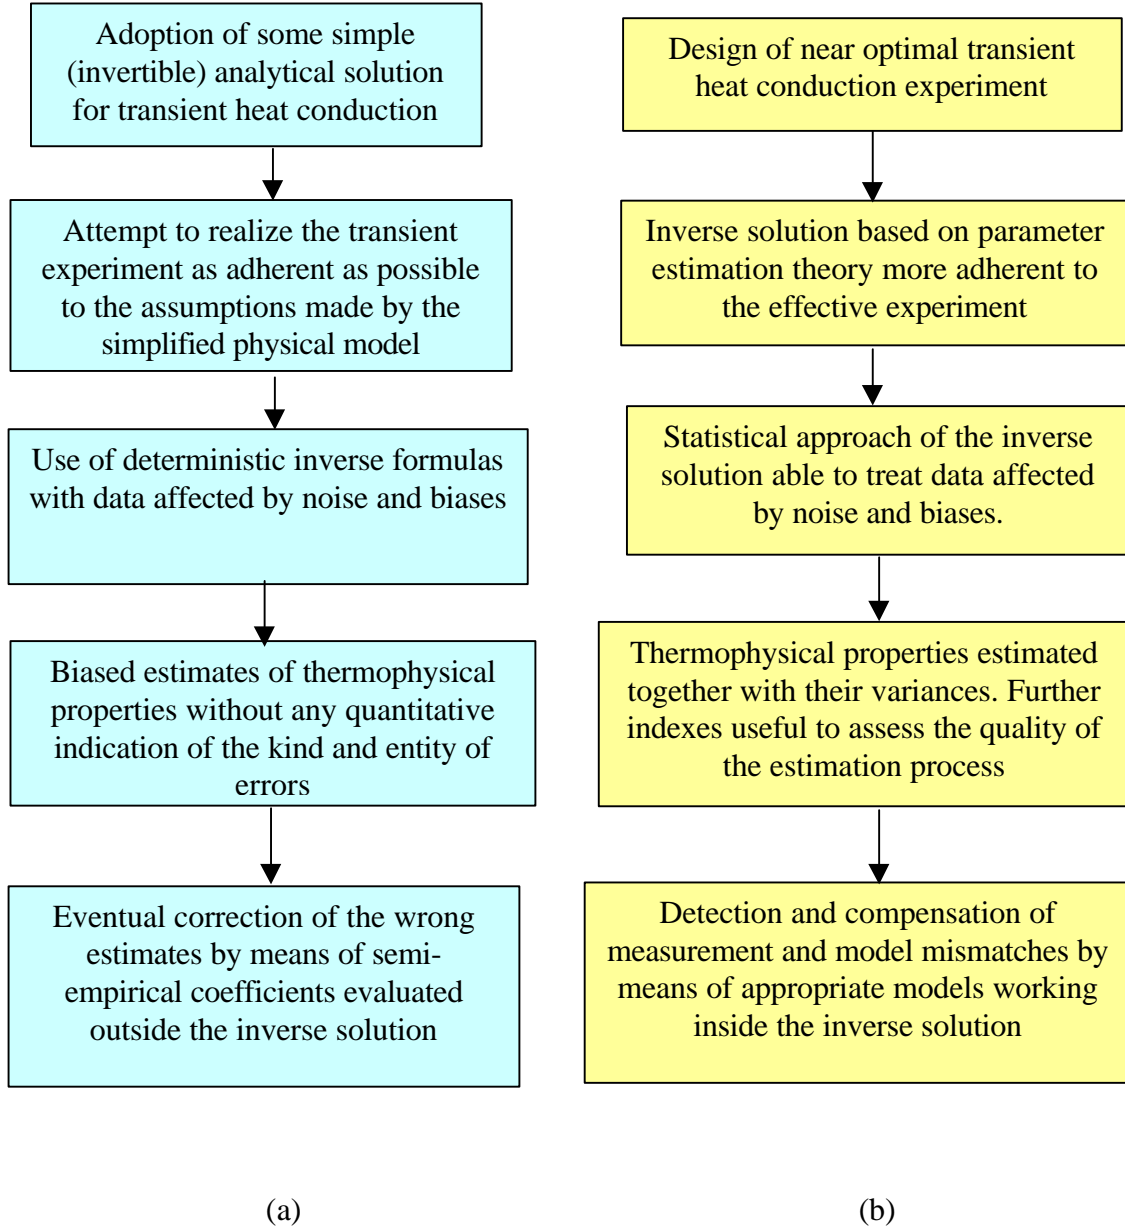 Adoption of some simple
(invertible) analytical solution
for transient heat conduction
Attempt to realize the transient
experiment as adherent as possible
to the assumptions made by the
simplified physical model
Use of deterministic inverse formulas
with data affected by noise and biases
Biased estimates of thermophysical
properties without any quantitative
indication of the kind and entity of
errors
Eventual correction of the wrong
estimates by means of semi-
empirical coefficients evaluated
outside the inverse solution
(a)
Design of near optimal transient
heat conduction experiment
Inverse solution based on parameter
estimation theory more adherent to
the effective experiment
Statistical approach of the inverse
solution able to treat data affected
by noise and biases.
Thermophysical properties estimated
together with their variances. Further
indexes useful to assess the quality of
the estimation process
Detection and compensation of
measurement and model mismatches by
means of appropriate models working
inside the inverse solution
(b)